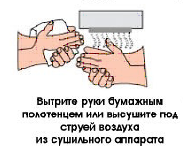 Вытрите руки бумажным
полотенцем или высушите под
струей воздуха
из сушильного аппарата